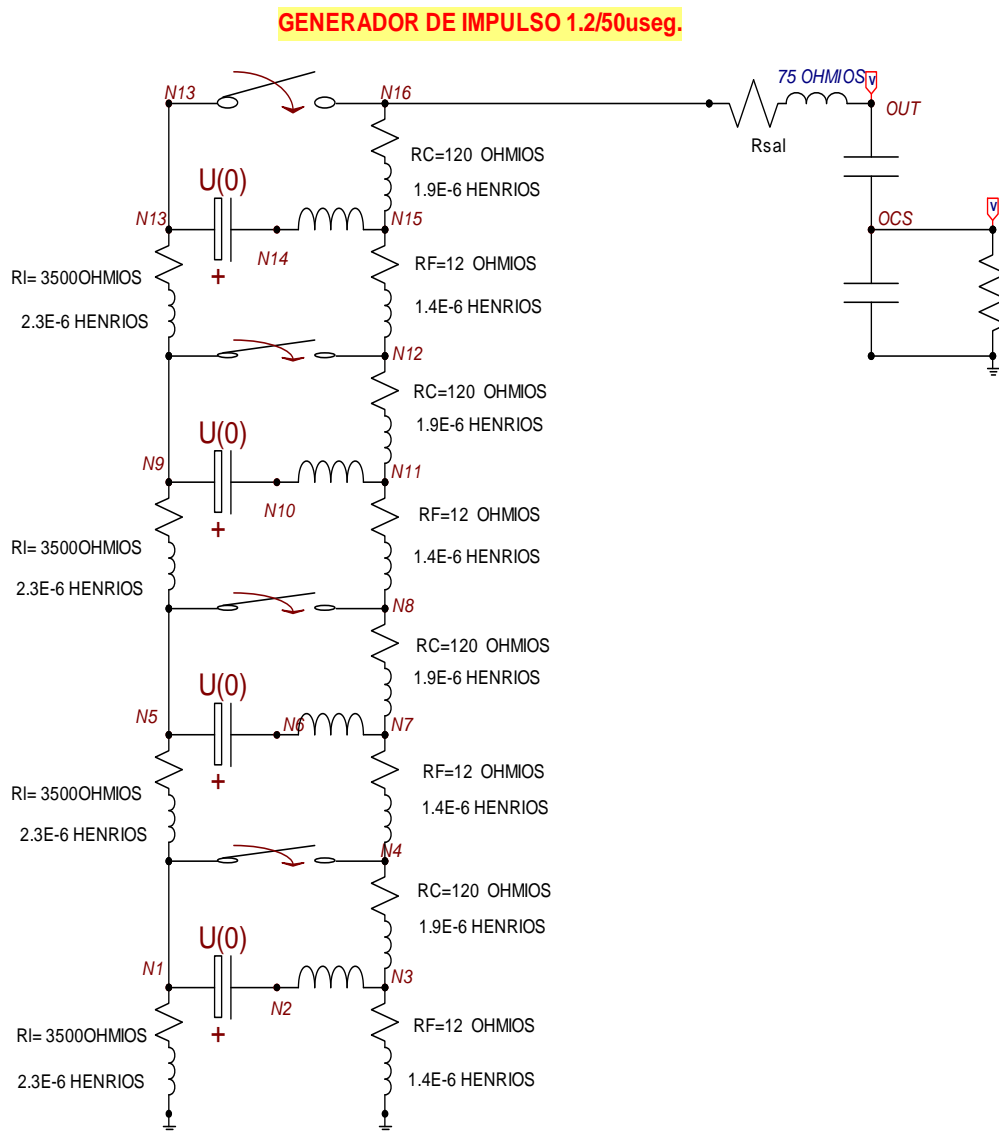 GENERADOR DE IMPULSO 1.2/50useg.
N13
N16
75 OHMIOS
V
OUT
Rsal
RC=120 OHMIOS
1.9E-6 HENRIOS
U(0)
N13
N15
N14
+
OCS
V
RI= 3500OHMIOS
2.3E-6 HENRIOS
RF=12 OHMIOS
1.4E-6 HENRIOS
N12
RC=120 OHMIOS
1.9E-6 HENRIOS
U(0)
N9
N11
N10
+
RI= 3500OHMIOS
2.3E-6 HENRIOS
RF=12 OHMIOS
1.4E-6 HENRIOS
N8
RC=120 OHMIOS
1.9E-6 HENRIOS
U(0)
N5
N6
N7
+
RI= 3500OHMIOS
2.3E-6 HENRIOS
RF=12 OHMIOS
1.4E-6 HENRIOS
N4
RC=120 OHMIOS
1.9E-6 HENRIOS
U(0)
N1
N3
N2
+
RI= 3500OHMIOS
2.3E-6 HENRIOS
RF=12 OHMIOS
1.4E-6 HENRIOS